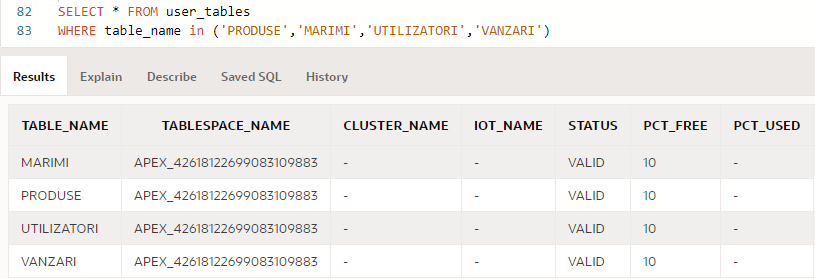 82 SELECT * FROM user_tables
83 WHERE table_name in ('PRODUSE','MARIMI','UTILIZATORI','VANZARI')
Results Explain Describe Saved SQL History
TABLE_NAME TABLESPACE_NAME CLUSTER_NAME IOT_NAME STATUS PCT_FREE PCT_USED
MARIMI APEX_42618122699083109883 - - VALID 10 -
PRODUSE APEX_42618122699083109883 - - VALID 10 -
UTILIZATORI APEX_42618122699083109883 - - VALID 10 -
VANZARI APEX_42618122699083109883 - - VALID 10 -